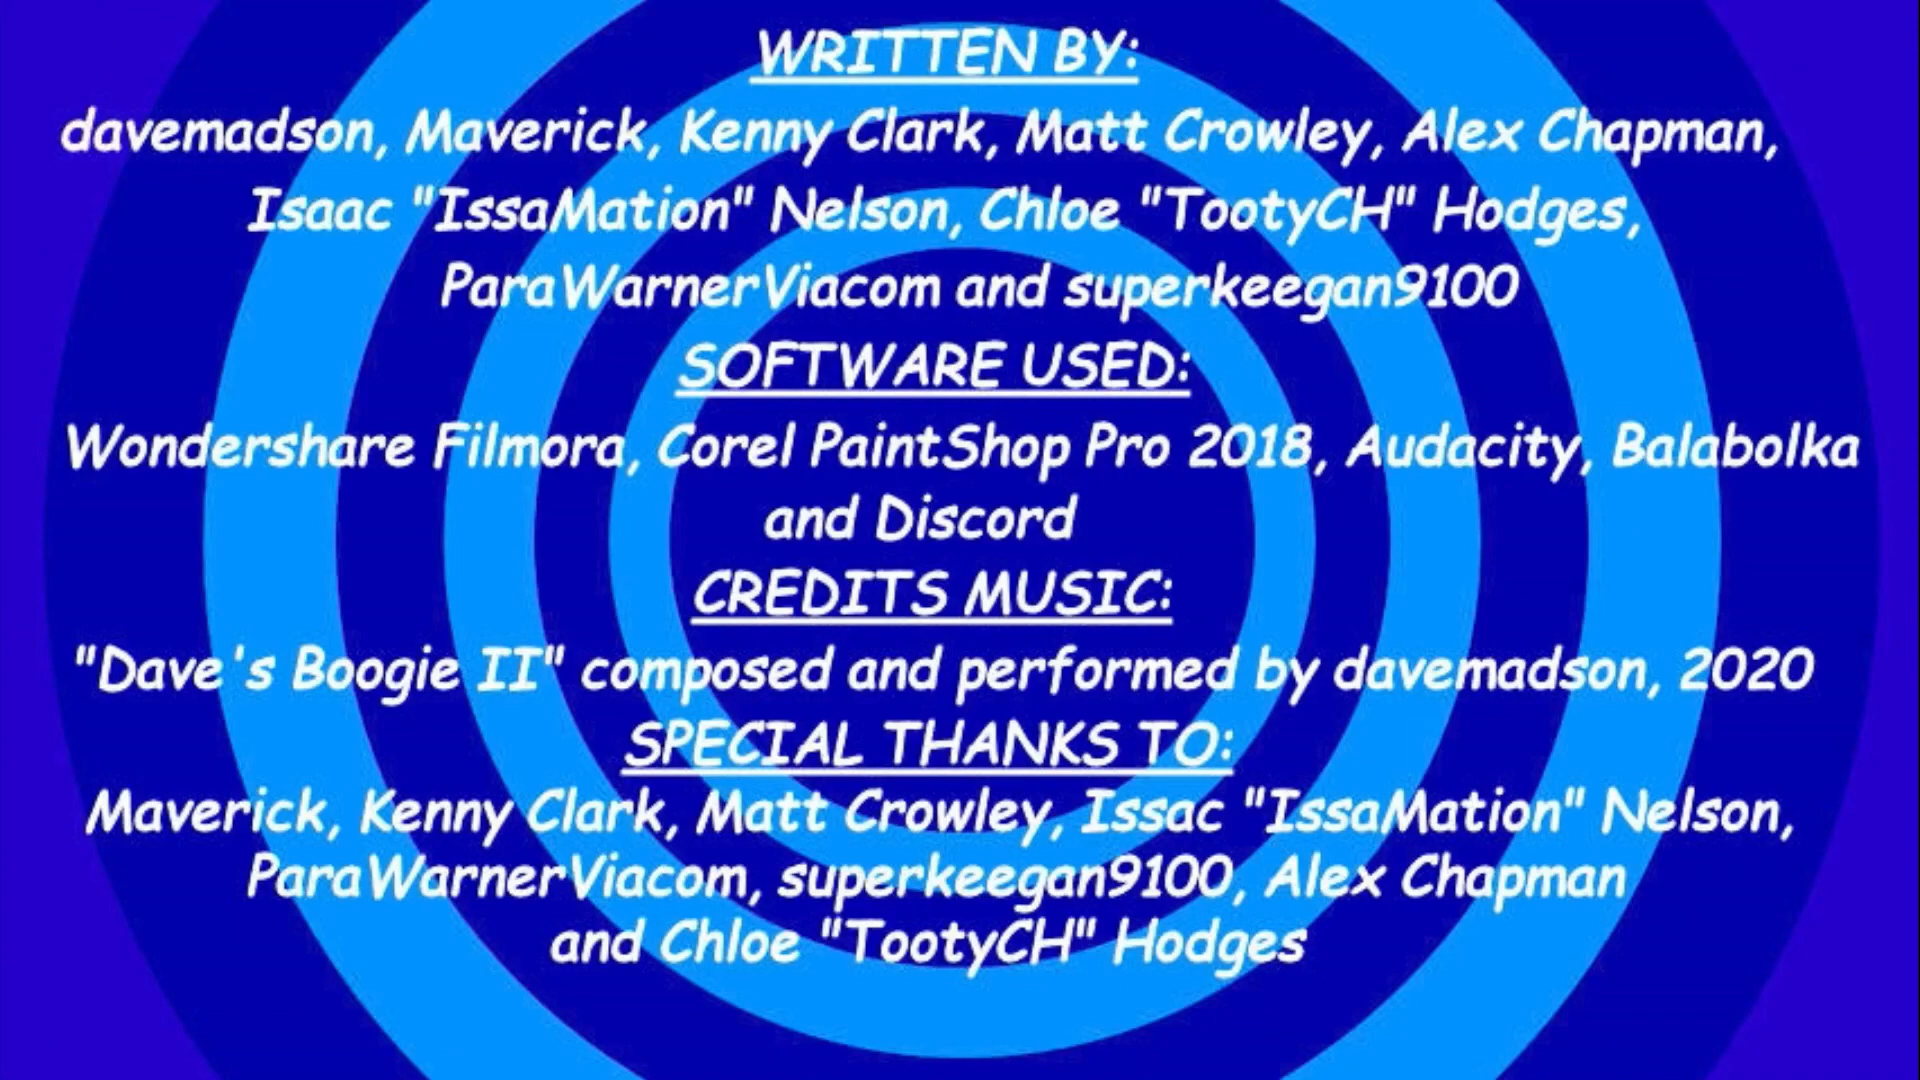 WRITTEN BY:
davemadson, Maverick, Kenny Clark, Matt Crowley, Alex Chapman,
Isaac "IssaMation" Nelson, Chloe "TootyCH" Hodges,
ParaWarnerViacom and superkeegan9100
SOFTWARE USED:
Wondershare Filmora, Corel PaintShop Pro 2018, Audacity, Balabolka
and Discord
CREDITS MUSIC:
"Dave's Boogie II" composed and performed by davemadson, 2020
SPECIAL THANKS TO:
Maverick, Kenny Clark, Matt Crowley, Issac "IssaMation" Nelson,
ParaWarnerViacom, superkeegan9100, Alex Chapman
and Chloe "TootyCH" Hodges